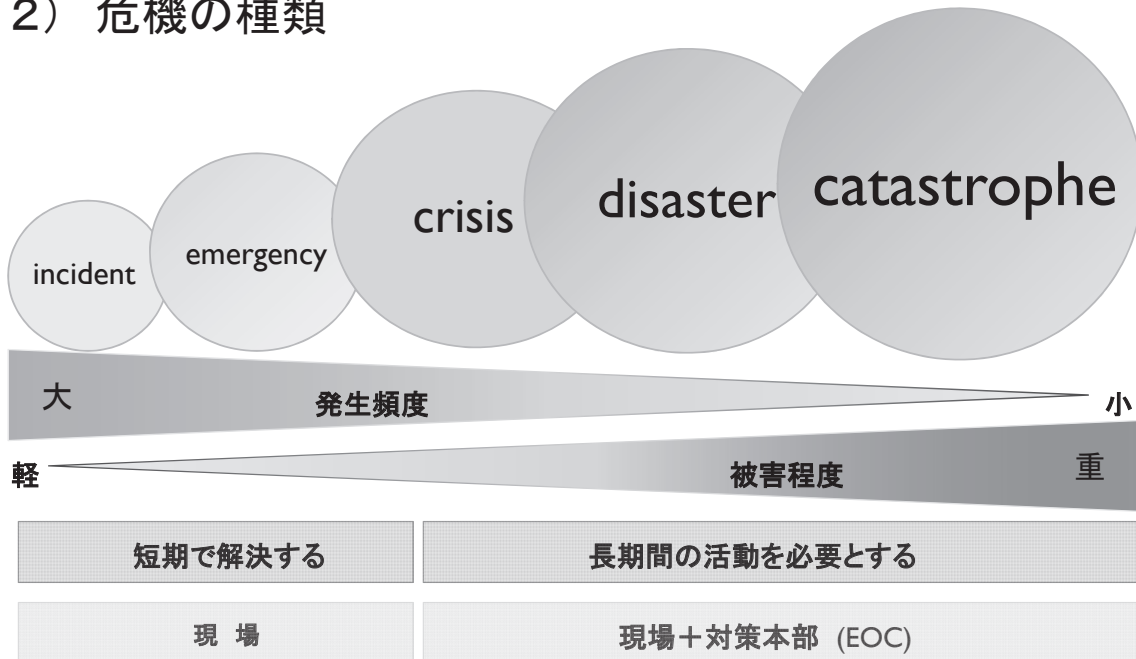 2） 危機の種類
incident
emergency
crisis
disaster
catastrophe
大 発生頻度 小
軽 被害程度 重
短期で解決する 長期間の活動を必要とする
現 場 現場＋対策本部 (EOC)